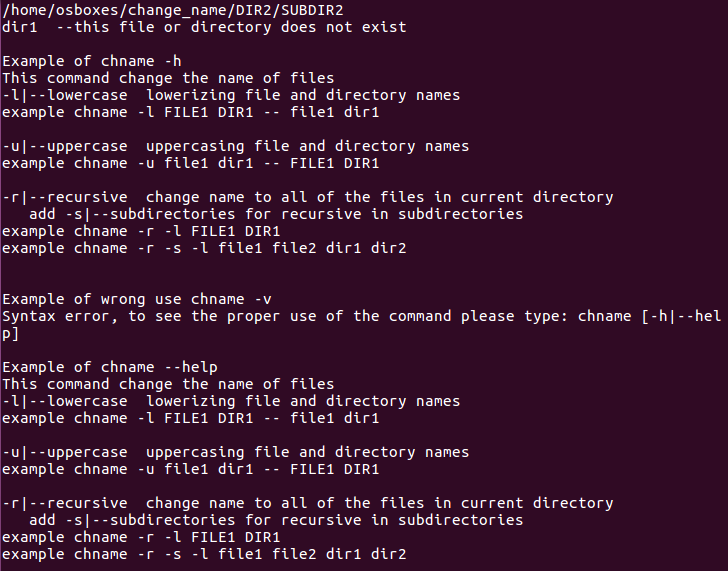 /home/osboxes/change_name/DIR2/SUBDIR2
dir1  --this file or directory does not exist

Example of chname -h
This command change the name of files
-l|--lowercase  lowerizing file and directory names
example chname -l FILE1 DIR1 -- file1 dir1

-u|--uppercase  uppercasing file and directory names
example chname -u file1 dir1 -- FILE1 DIR1

-r|--recursive  change name to all of the files in current directory
   add -s|--subdirectories for recursive in subdirectories
example chname -r -l FILE1 DIR1
example chname -r -s -l file1 file2 dir1 dir2


Example of wrong use chname -v
Syntax error, to see the proper use of the command please type: chname [-h|--hel
p]

Example of chname --help
This command change the name of files
-l|--lowercase  lowerizing file and directory names
example chname -l FILE1 DIR1 -- file1 dir1

-u|--uppercase  uppercasing file and directory names
example chname -u file1 dir1 -- FILE1 DIR1

-r|--recursive  change name to all of the files in current directory
   add -s|--subdirectories for recursive in subdirectories
example chname -r -l FILE1 DIR1
example chname -r -s -l file1 file2 dir1 dir2